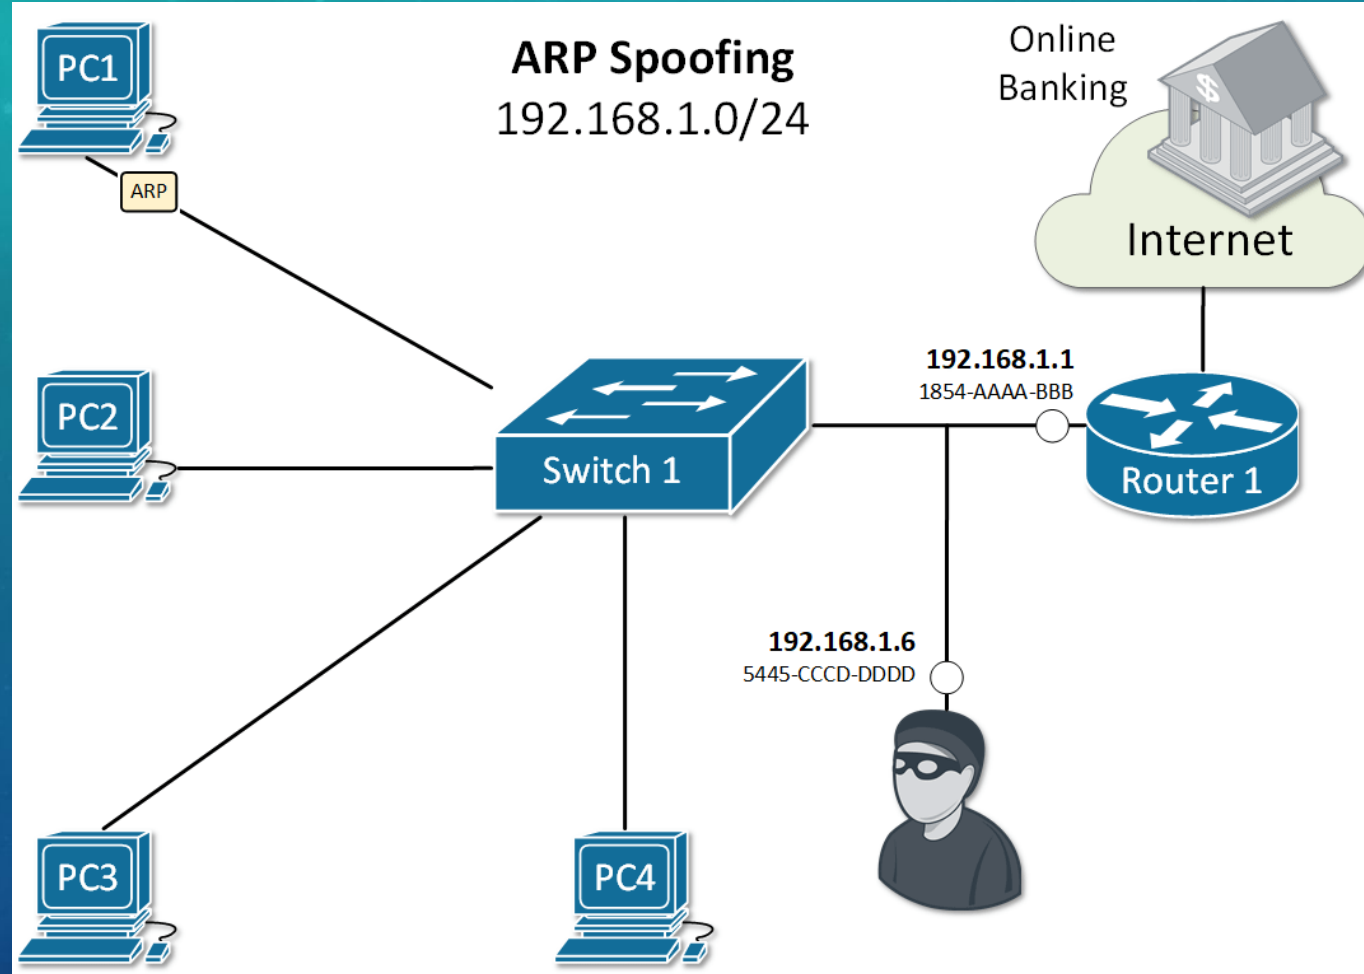 PC1
ARP Spoofing
192.168.1.0/24
Online
Banking
$
ARP
Internet
192.168.1.1
1854-AAAA-BBB
PC2
Switch 1
Router 1
192.168.1.6
5445-CCCD-DDDD
PC3
PC4